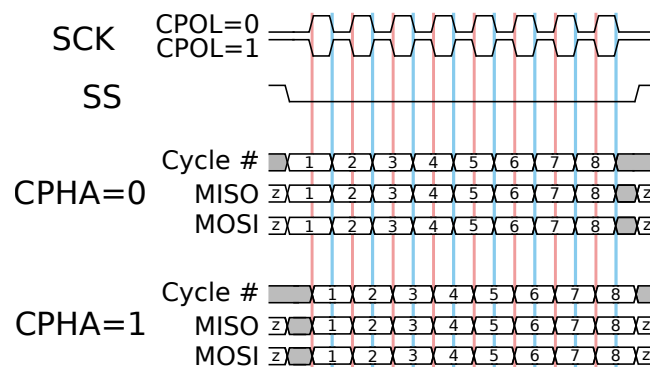 SCK CPOL=0
CPOL=1
SS
Cycle # 1 2 3 4 5 6 7 8
CPHA=0 MISO z 1 2 3 4 5 6 7 8 z
MOSI z 1 2 3 4 5 6 7 8 z
Cycle # 1 2 3 4 5 6 7 8
CPHA=1 MISO z 1 2 3 4 5 6 7 8 z
MOSI z 1 2 3 4 5 6 7 8 z